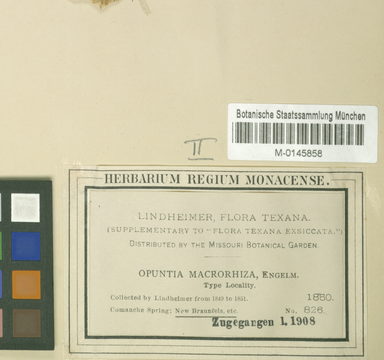 Botanische Staatssammlung München
M-0145858
II
HERBARIUM REGIUM MONACENSE.
LINDHEIMER, FLORA TEXANA.
(SUPPLEMENTARY TO "FLORA TEXANA EXSICCATA.")
DISTRIBUTED BY THE MISSOURI BOTANICAL GARDEN
OPUNTIA MACRORHIZA, ENGELM.
Type Locality.
Collected by Lindheimer from 1849 to 1851. 1880.
Comanche Spring; New Braunfels, etc. No. 826.
Zugegangen 1,1908